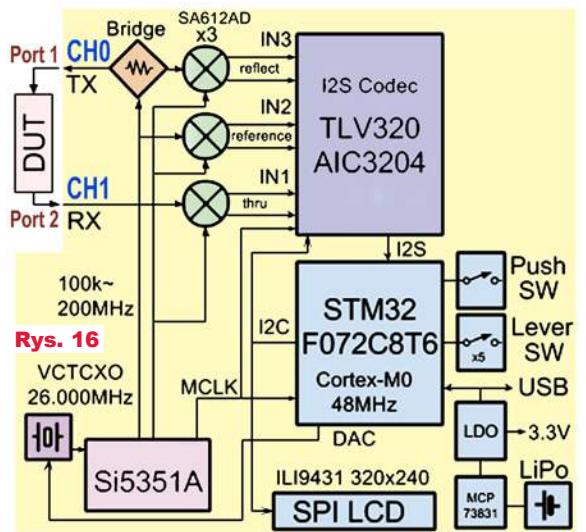 SA612AD
x3
Bridge
Port 1
CH0
TX
IN3
reflect
I2S Codec
TLV320
AIC3204
IN2
reference
DUT
CH1
IN1
thru
Port 2
RX
I2S
100k~
200MHz
Push
SW
STM32
F072C8T6
Cortex-M0
48MHz
I2C
Rys. 16
Lever
SW
x5
VCTCXO
26.000MHz
MCLK
USB
DAC
LDO
3.3V
Si5351A
ILI9431 320x240
SPI LCD
LiPo
MCP
73831